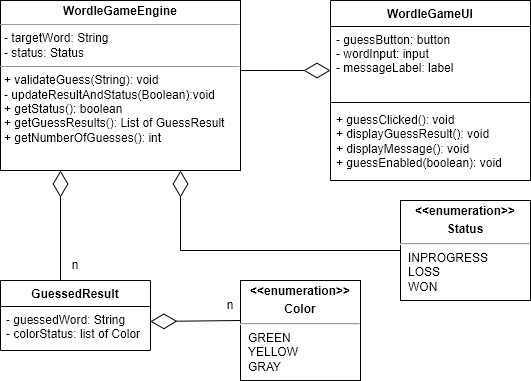 WordleGameEngine
- targetWord: String
- status: Status
+ validateGuess(String): void
- updateResultAndStatus(Boolean):void
+ getStatus(): boolean
+ getGuessResults(): List of GuessResult
+ getNumberOfGuesses(): int
WordleGameUI
- guessButton: button
- wordInput: input
- messageLabel: label
+ guessClicked(): void
+ displayGuessResult(): void
+ displayMessage(): void
+ guessEnabled(boolean): void
<<enumeration>>
Status
INPROGRESS
LOSS
WON
n
GuessedResult
- guessedWord: String
- colorStatus: list of Color
n
<<enumeration>>
Color
GREEN
YELLOW
GRAY